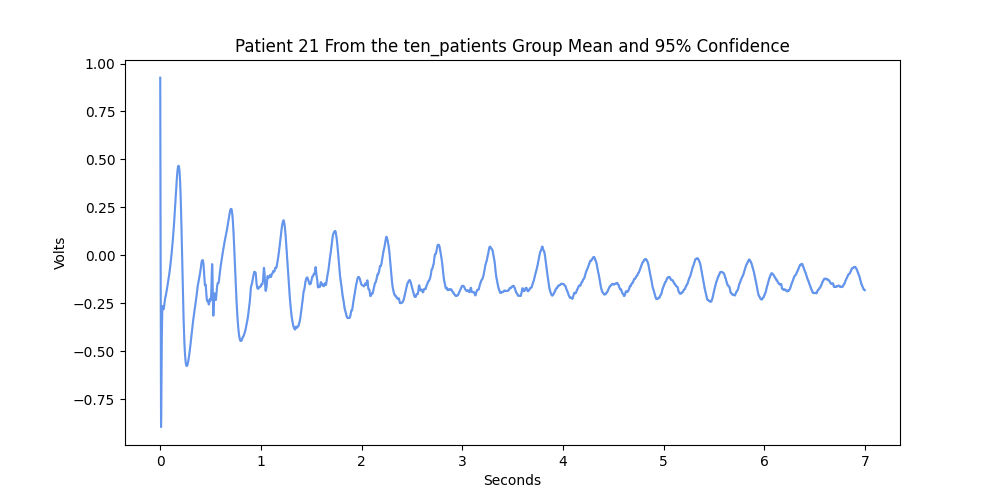 Patient 21 From the ten_patients Group Mean and 95% Confidence
1.00
0.75
0.50
0.25
0.00
−0.25
−0.50
−0.75
Volts
0 1 2 3 4 5 6 7
Seconds